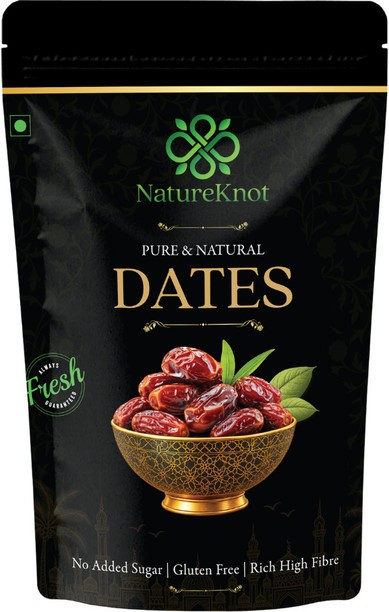 NatureKnot
PURE & NATURAL
DATES
ALWAYS
Fresh
GUARANTEED
No Added Sugar | Gluten Free | Rich High Fibre